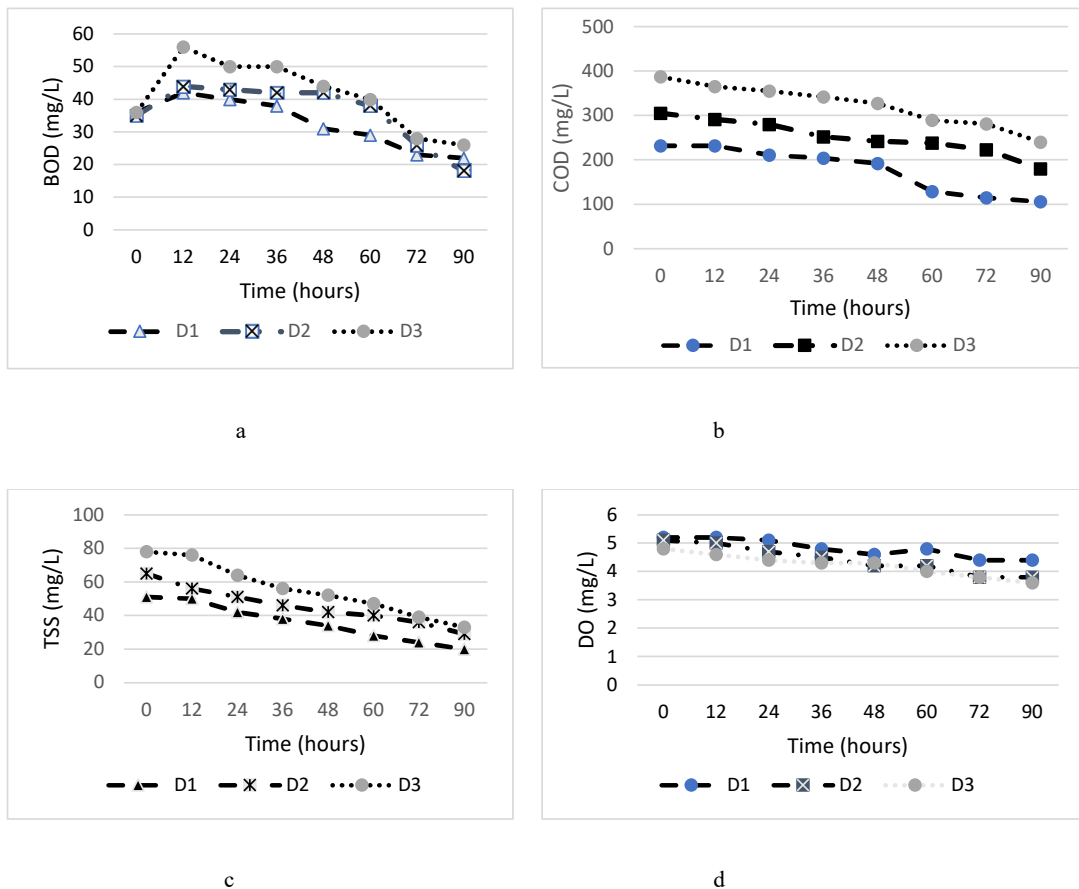 60
50
40
30
20
10
0
BOD (mg/L)
0 12 24 36 48 60 72 90
Time (hours)
D1 D2 D3
a
500
400
300
200
100
0
COD (mg/L)
0 12 24 36 48 60 72 90
Time (hours)
D1 D2 D3
b
100
80
60
40
20
0
TSS (mg/L)
0 12 24 36 48 60 72 90
Time (hours)
D1 D2 D3
c
6
5
4
3
2
1
0
DO (mg/L)
0 12 24 36 48 60 72 90
Time (hours)
D1 D2 D3
d